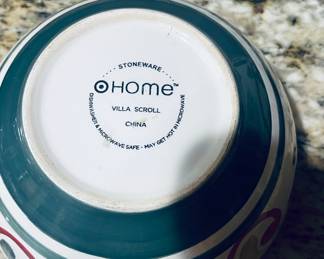 STONEWARE
HOME™
VILLA SCROLL
CHINA
DISHWASHER & MICROWAVE SAFE - MAY GET HOT IN MICROWAVE